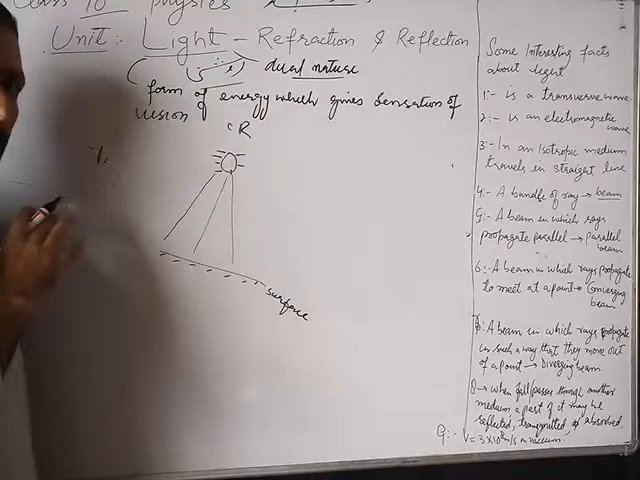 Class 10 Physics
Unit:- Light - Refraction & Reflection
dual nature
form of energy which gives sensation of
vision
R
surface
Some Interesting facts
about light
1:- is a transverse wave
2:- is an electromagnetic
wave
3:- In an Isotropic medium
travels in straight line
4:- A bundle of ray → beam
5:- A beam in which rays
propagate parallel → parallel
beam
6:- A beam in which rays propagate
to meet at a point → Converging
beam
7:- A beam in which rays propagate
in such a way that they move out
of a point → Diverging beam
8 → when fall/passes through another
medium a part of it may be
reflected, transmitted, or absorbed
9:- V = 3 X 10⁸ m/s in vacuum.